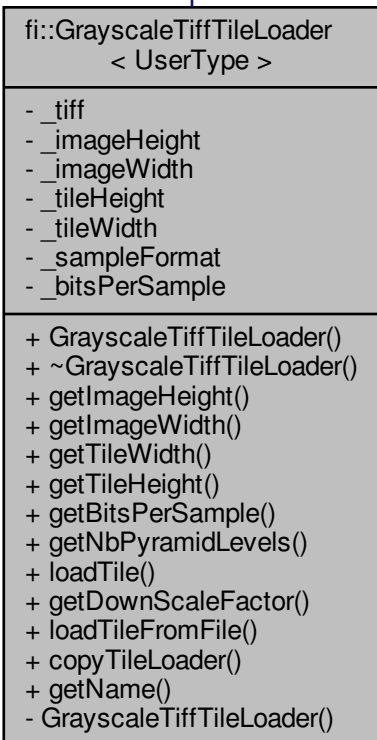 fi::GrayscaleTiffTileLoader
< UserType >
- _tiff
- _imageHeight
- _imageWidth
- _tileHeight
- _tileWidth
- _sampleFormat
- _bitsPerSample
+ GrayscaleTiffTileLoader()
+ ~GrayscaleTiffTileLoader()
+ getImageHeight()
+ getImageWidth()
+ getTileWidth()
+ getTileHeight()
+ getBitsPerSample()
+ getNbPyramidLevels()
+ loadTile()
+ getDownScaleFactor()
+ loadTileFromFile()
+ copyTileLoader()
+ getName()
- GrayscaleTiffTileLoader()